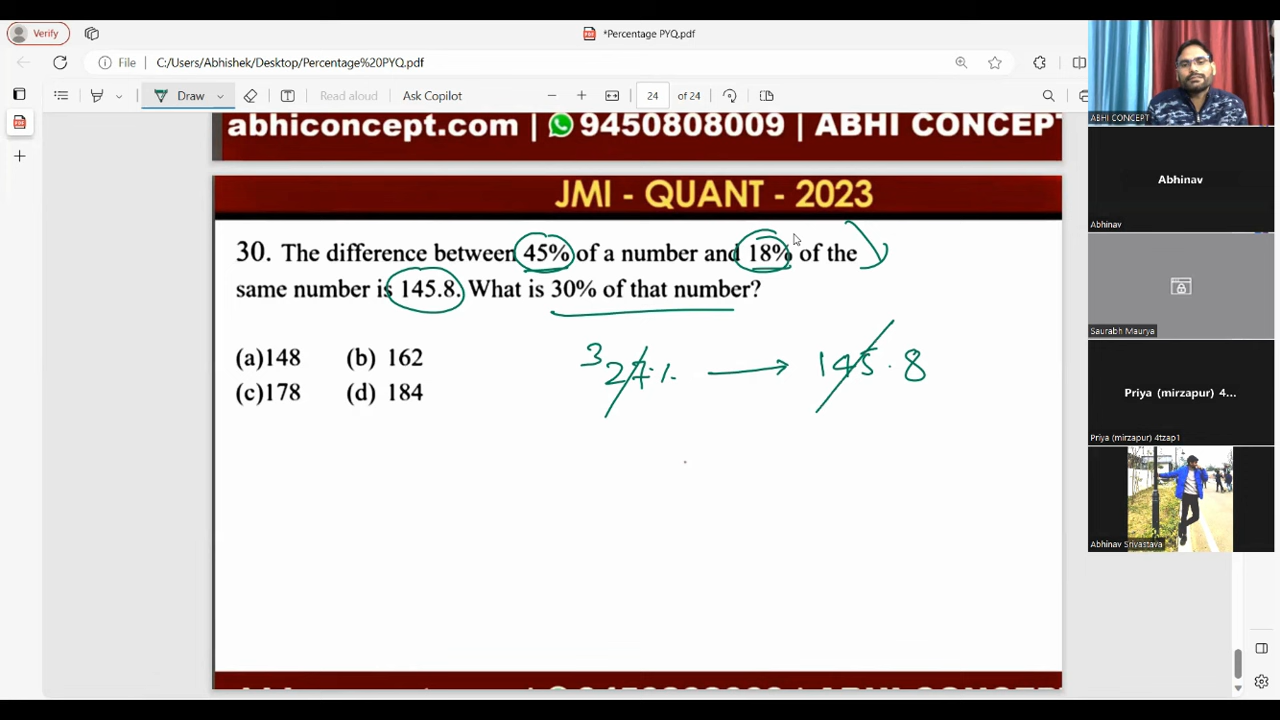 Verify
*Percentage PYQ.pdf
File
C:/Users/Abhishek/Desktop/Percentage%20PYQ.pdf
Draw
Read aloud
Ask Copilot
24 of 24
abhiconcept.com | 9450808009 | ABHI CONCEPT
JMI - QUANT - 2023
30. The difference between 45% of a number and 18% of the
same number is 145.8. What is 30% of that number?
(a)148 (b) 162
(c)178 (d) 184
3
27% → 145.8
ABHI CONCEPT
Abhinav
Abhinav
Saurabh Maurya
Priya (mirzapur) 4...
Priya (mirzapur) 4tzap1
Abhinav Srivastava